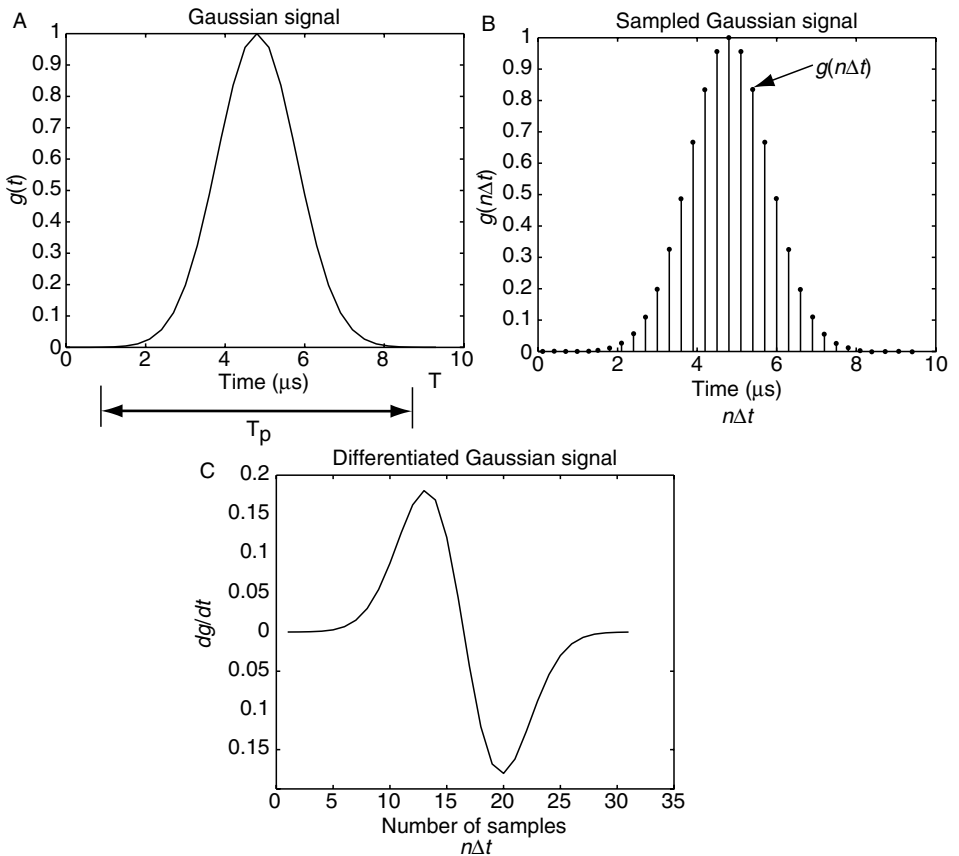 A
Gaussian signal
1
0.9
0.8
0.7
0.6
0.5
0.4
0.3
0.2
0.1
0
g(t)
0 2 4 6 8 10
Time (μs)
T
Tp
B
Sampled Gaussian signal
1
0.9
0.8
0.7
0.6
0.5
0.4
0.3
0.2
0.1
0
g(nΔt)
g(nΔt)
0 2 4 6 8 10
Time (μs)
nΔt
C
Differentiated Gaussian signal
0.2
0.15
0.1
0.05
0
0.05
0.1
0.15
dg/dt
0 5 10 15 20 25 30 35
Number of samples
nΔt